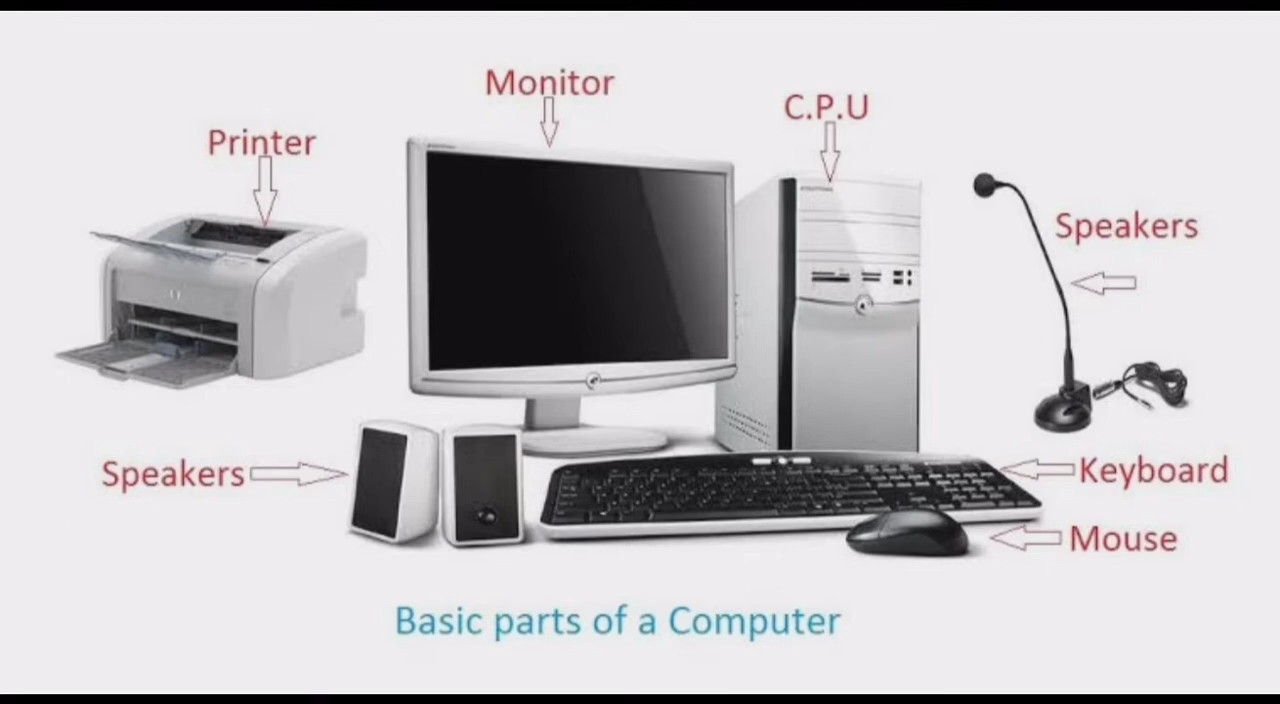 Monitor
C.P.U
Printer
Speakers
Speakers
Keyboard
Mouse
Basic parts of a Computer